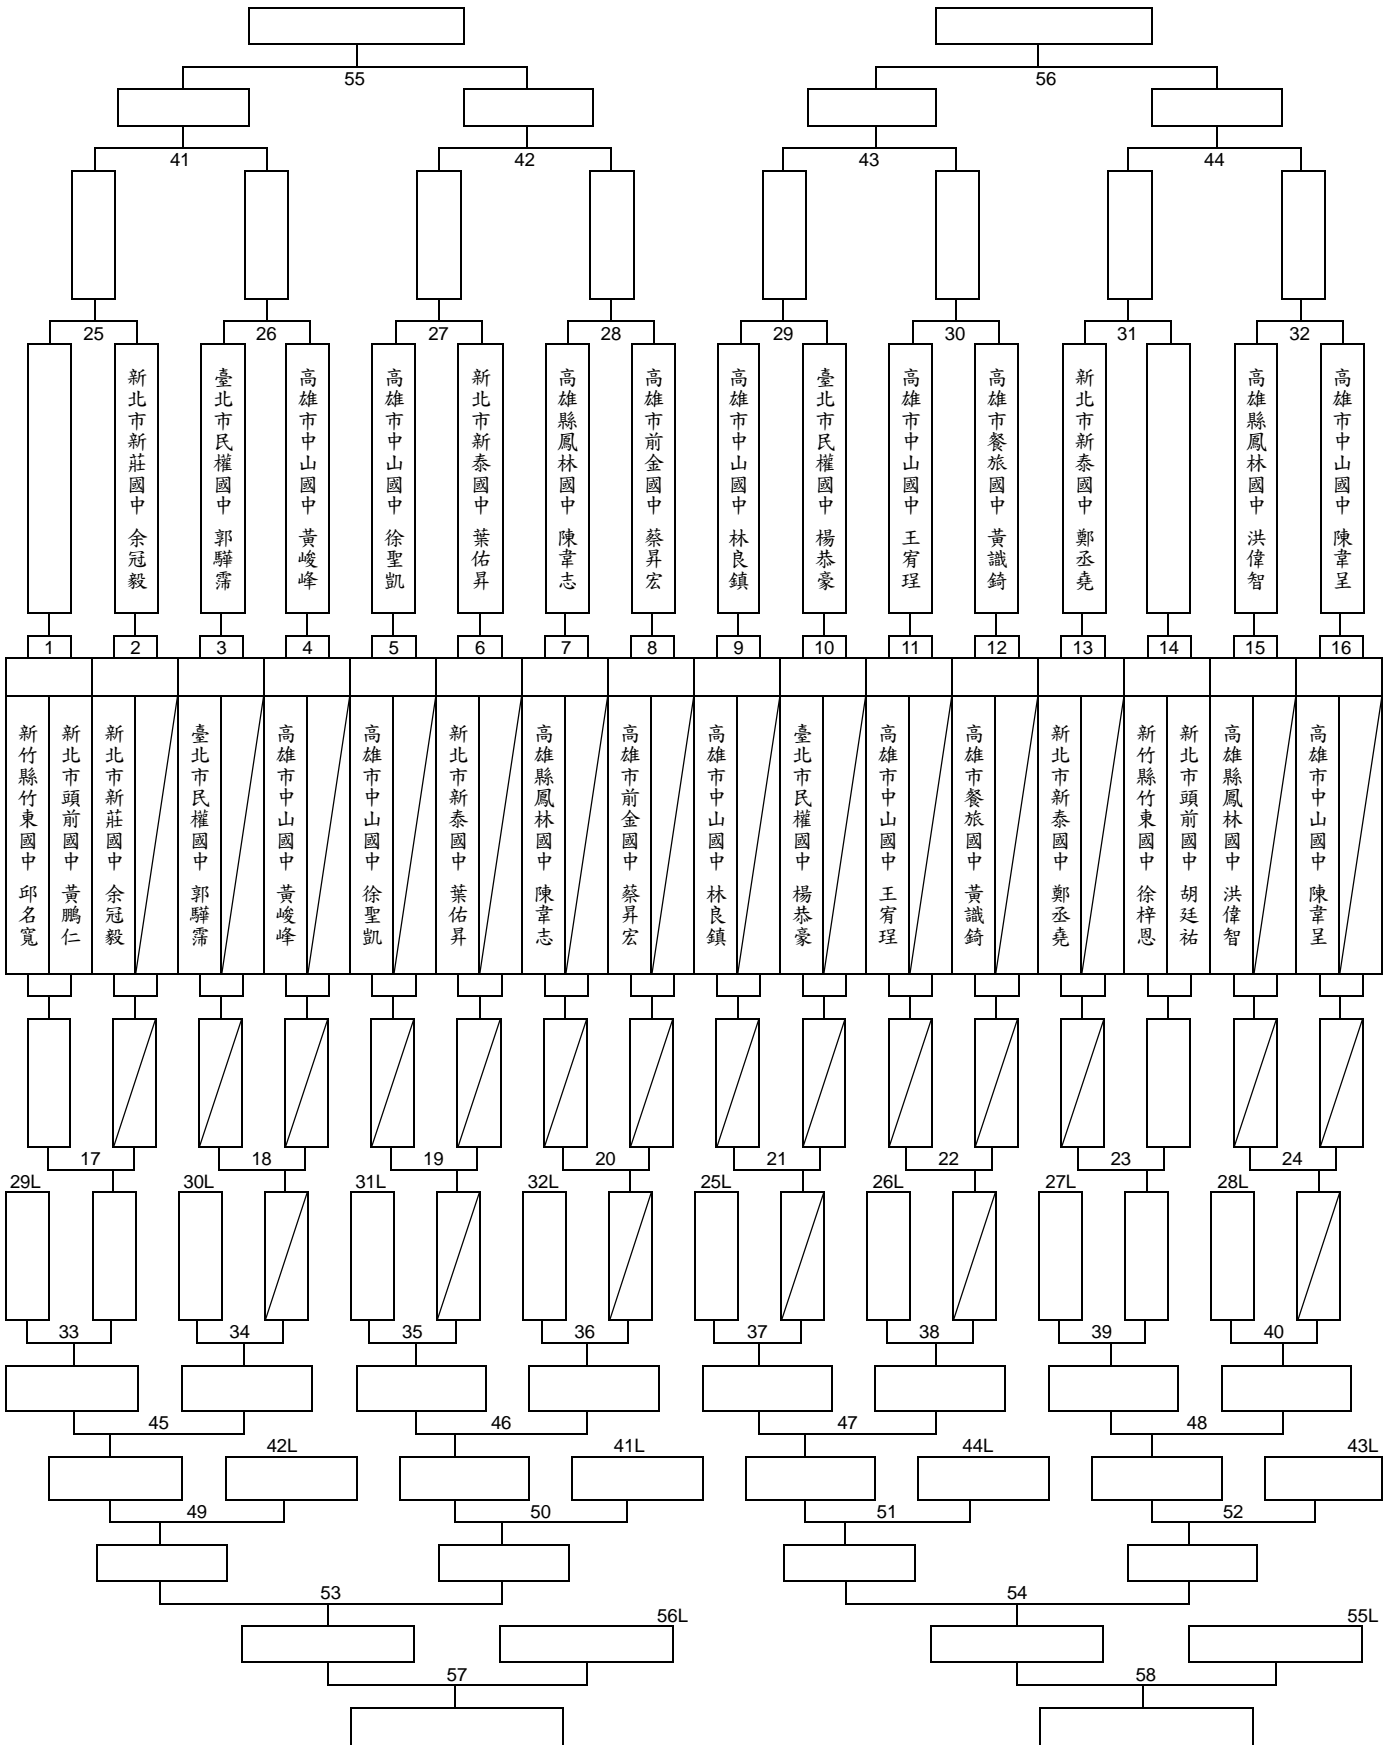 55
56
41
42
43
44
25
26
27
28
29
30
31
32
新北市新莊國中 余冠毅
臺北市民權國中 郭驊霈
高雄市中山國中 黃峻峰
高雄市中山國中 徐聖凱
新北市新泰國中 葉佑昇
高雄縣鳳林國中 陳韋志
高雄市前金國中 蔡昇宏
高雄市中山國中 林良鎮
臺北市民權國中 楊恭豪
高雄市中山國中 王宥珵
高雄市餐旅國中 黃識錡
新北市新泰國中 鄭丞堯
高雄縣鳳林國中 洪偉智
高雄市中山國中 陳韋呈
1
2
3
4
5
6
7
8
9
10
11
12
13
14
15
16
新竹縣竹東國中 邱名寬
新北市頭前國中 黃鵬仁
新北市新莊國中 余冠毅
臺北市民權國中 郭驊霈
高雄市中山國中 黃峻峰
高雄市中山國中 徐聖凱
新北市新泰國中 葉佑昇
高雄縣鳳林國中 陳韋志
高雄市前金國中 蔡昇宏
高雄市中山國中 林良鎮
臺北市民權國中 楊恭豪
高雄市中山國中 王宥珵
高雄市餐旅國中 黃識錡
新北市新泰國中 鄭丞堯
新竹縣竹東國中 徐梓恩
新北市頭前國中 胡廷祐
高雄縣鳳林國中 洪偉智
高雄市中山國中 陳韋呈
17
18
19
20
21
22
23
24
29L
30L
31L
32L
25L
26L
27L
28L
33
34
35
36
37
38
39
40
45
46
47
48
42L
41L
44L
43L
49
50
51
52
53
54
56L
55L
57
58